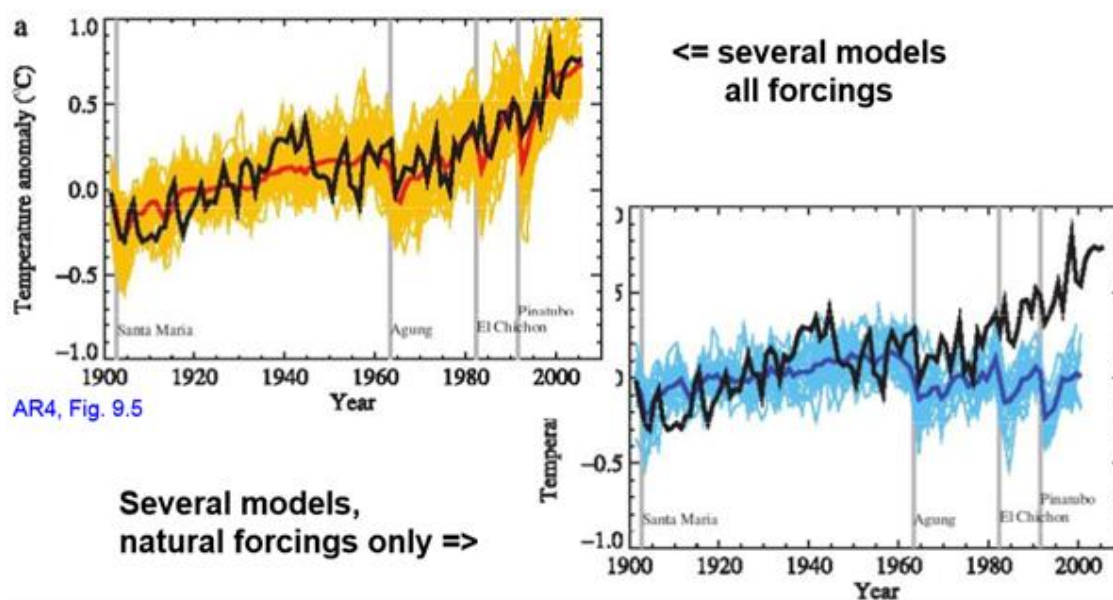 a
1.0
0.5
0.0
−0.5
−1.0
Temperature anomaly (°C)
Santa Maria
Agung
El Chichon
Pinatubo
1900 1920 1940 1960 1980 2000
Year
<= several models
all forcings
AR4, Fig. 9.5
Several models,
natural forcings only =>
−0.5
−1.0
Santa Maria
Agung
El Chichon
Pinatubo
1900 1920 1940 1960 1980 2000
Year